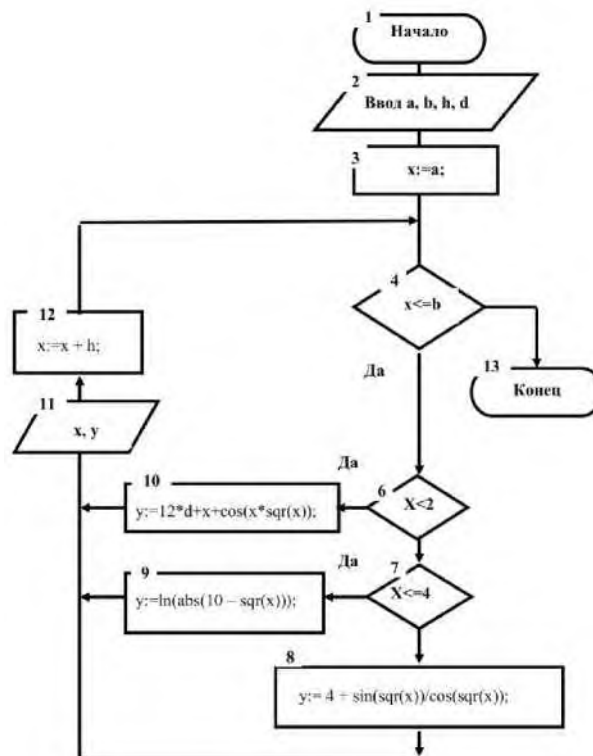 1
Начало
2
Ввод a, b, h, d
3
x:=a;
4
x<=b
12
x:=x + h;
Да
13
Конец
11
x, y
Да
10
y:=12*d+x+cos(x*sqr(x));
6
X<2
Да
9
y:=ln(abs(10 – sqr(x)));
7
X<=4
8
y:= 4 + sin(sqr(x))/cos(sqr(x));